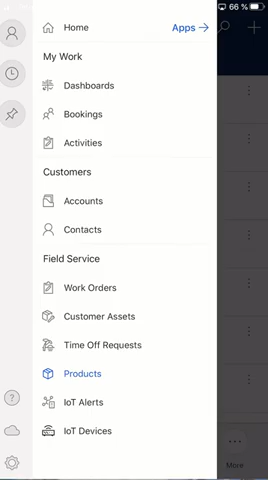 66 %
Home
Apps
My Work
Dashboards
Bookings
Activities
Customers
Accounts
Contacts
Field Service
Work Orders
Customer Assets
Time Off Requests
Products
IoT Alerts
IoT Devices
More